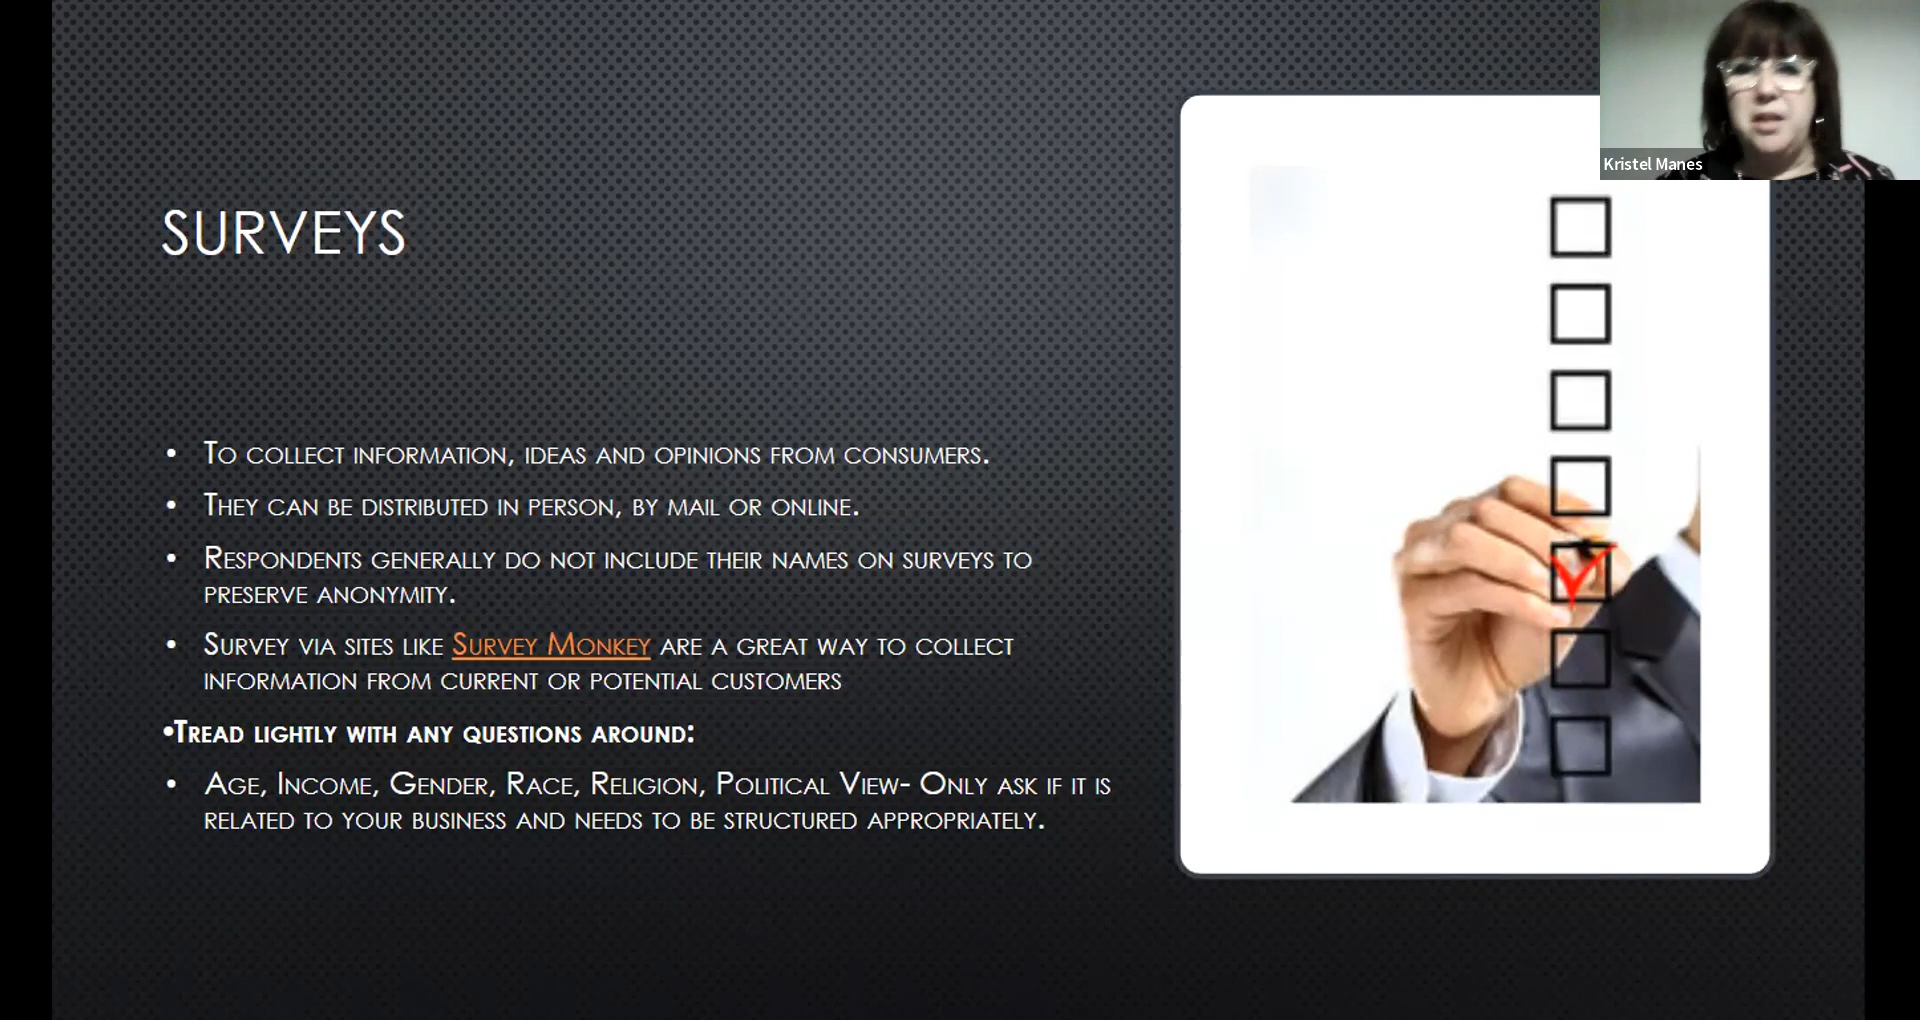 Kristel Manes
SURVEYS
• To collect information, ideas and opinions from consumers.
• They can be distributed in person, by mail or online.
• Respondents generally do not include their names on surveys to
preserve anonymity.
• Survey via sites like Survey Monkey are a great way to collect
information from current or potential customers
•Tread lightly with any questions around:
• Age, Income, Gender, Race, Religion, Political View- Only ask if it is
related to your business and needs to be structured appropriately.